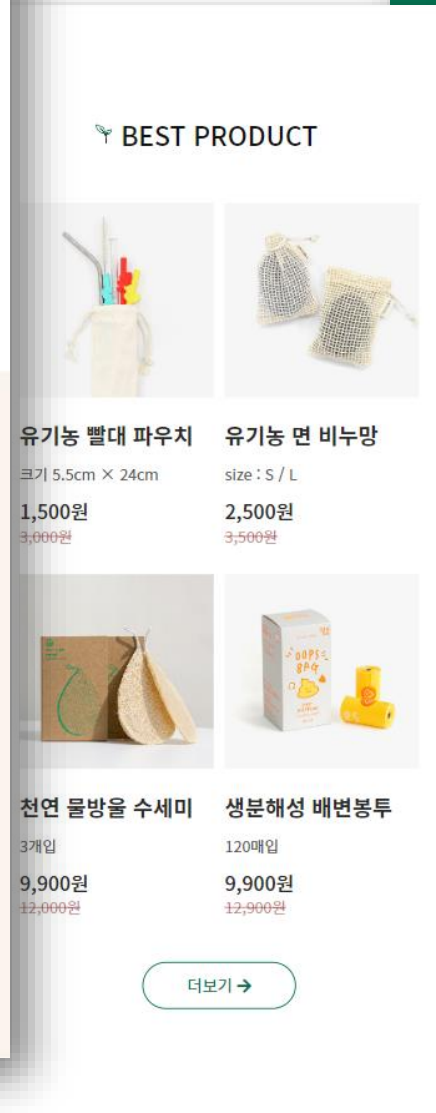 BEST PRODUCT
유기농 빨대 파우치
크기 5.5cm × 24cm
1,500원
3,000원
유기농 면 비누망
size : S / L
2,500원
3,500원
OOPS
BAG
천연 물방울 수세미
3개입
9,900원
12,000원
생분해성 배변봉투
120매입
9,900원
12,900원
더보기 →